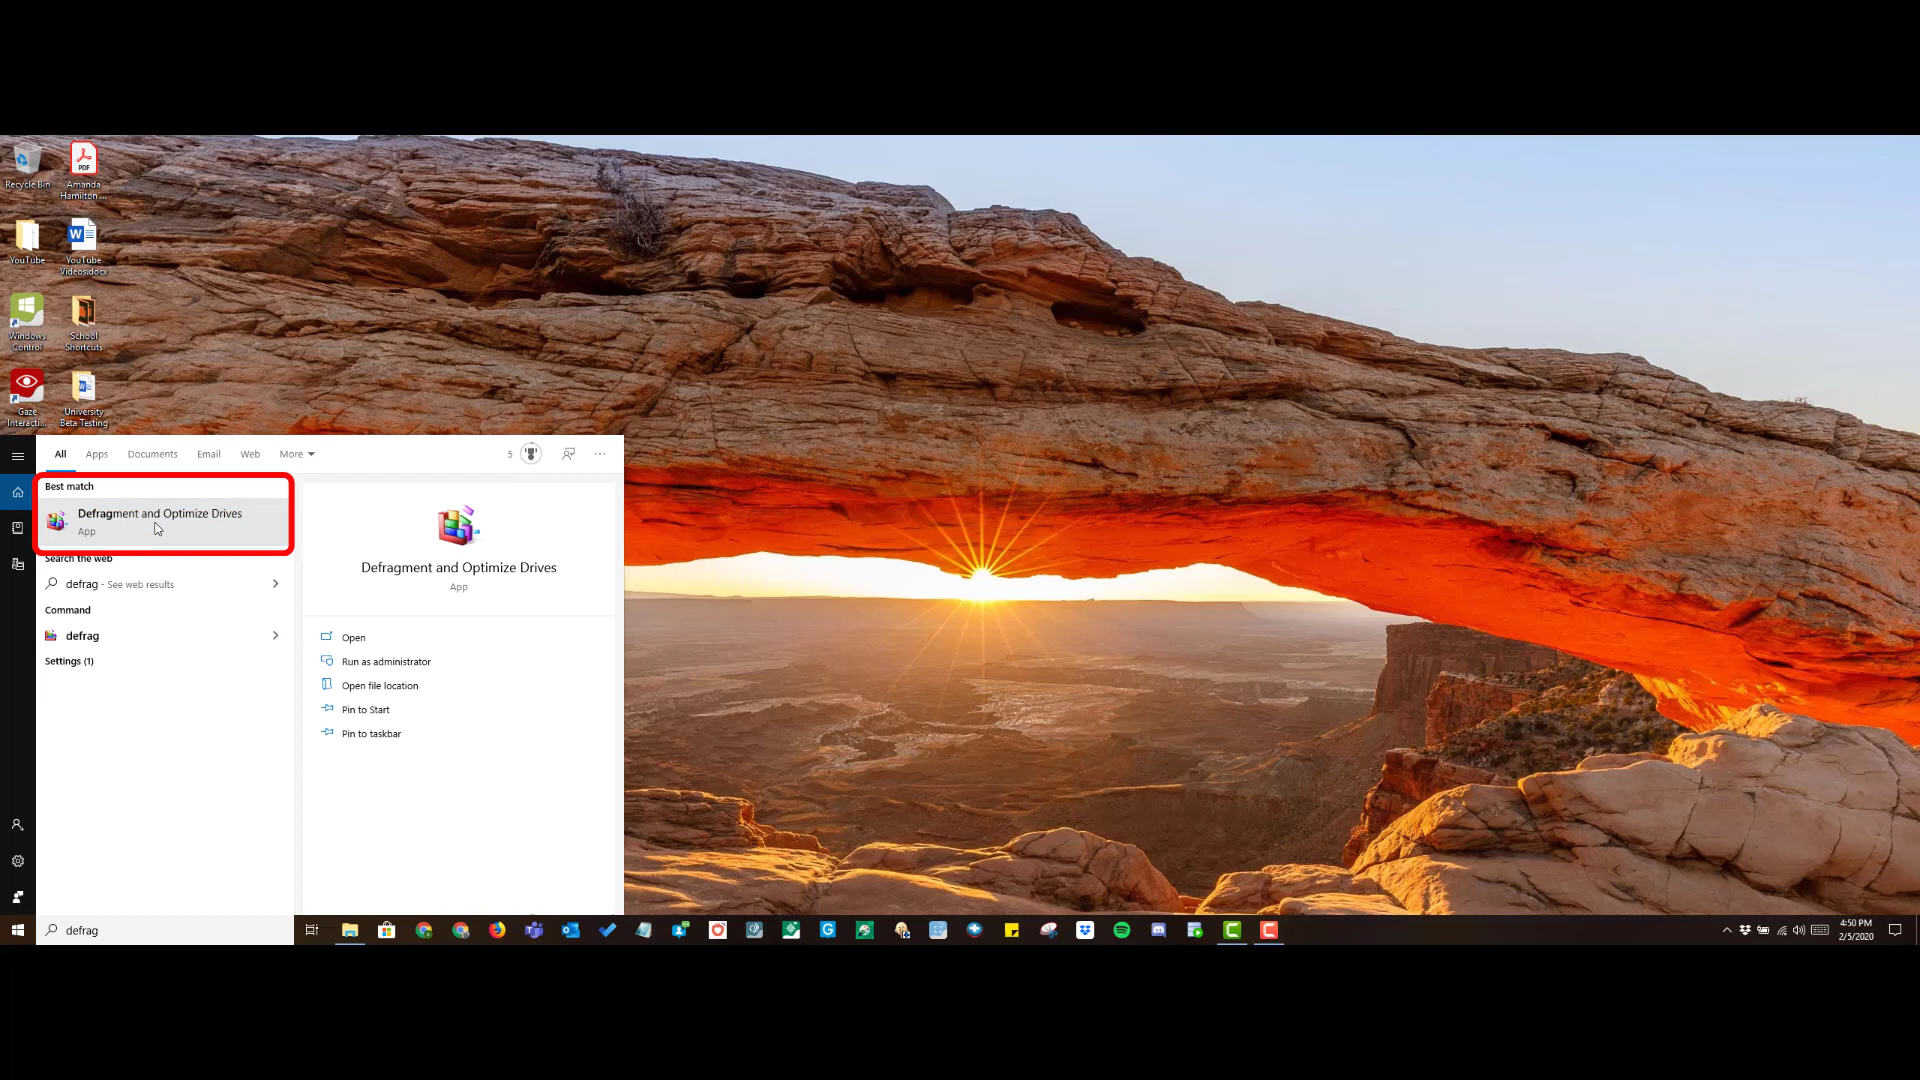 Recycle Bin
Amanda
Hamilton ...
YouTube
YouTube
Videos.docx
Windows
Control
School
Shortcuts
Gaze
Interacti...
University
Beta Testing
All Apps Documents Email Web More 5 ...
Best match
Defragment and Optimize Drives
App
Search the web
defrag - See web results
Command
defrag
Settings (1)
Defragment and Optimize Drives
App
Open
Run as administrator
Open file location
Pin to Start
Pin to taskbar
defrag
4:50 PM
2/5/2020